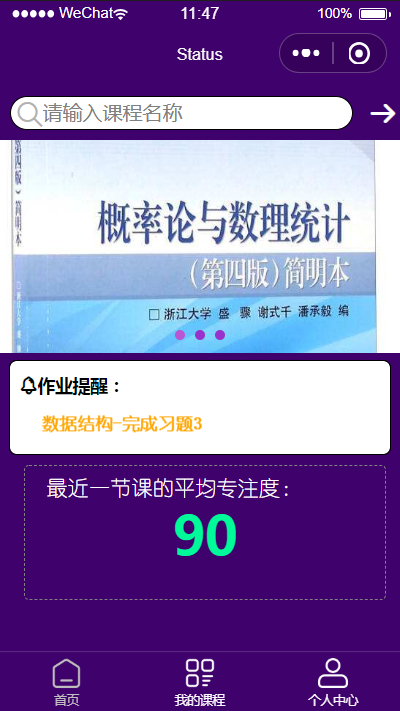 WeChat 11:47 100%
Status
请输入课程名称
第四版）简明本
概率论与数理统计
（第四版）简明本
□ 浙江大学 盛 骤 谢式千 潘承毅 编
作业提醒：
数据结构-完成习题3
最近一节课的平均专注度：
90
首页 我的课程 个人中心